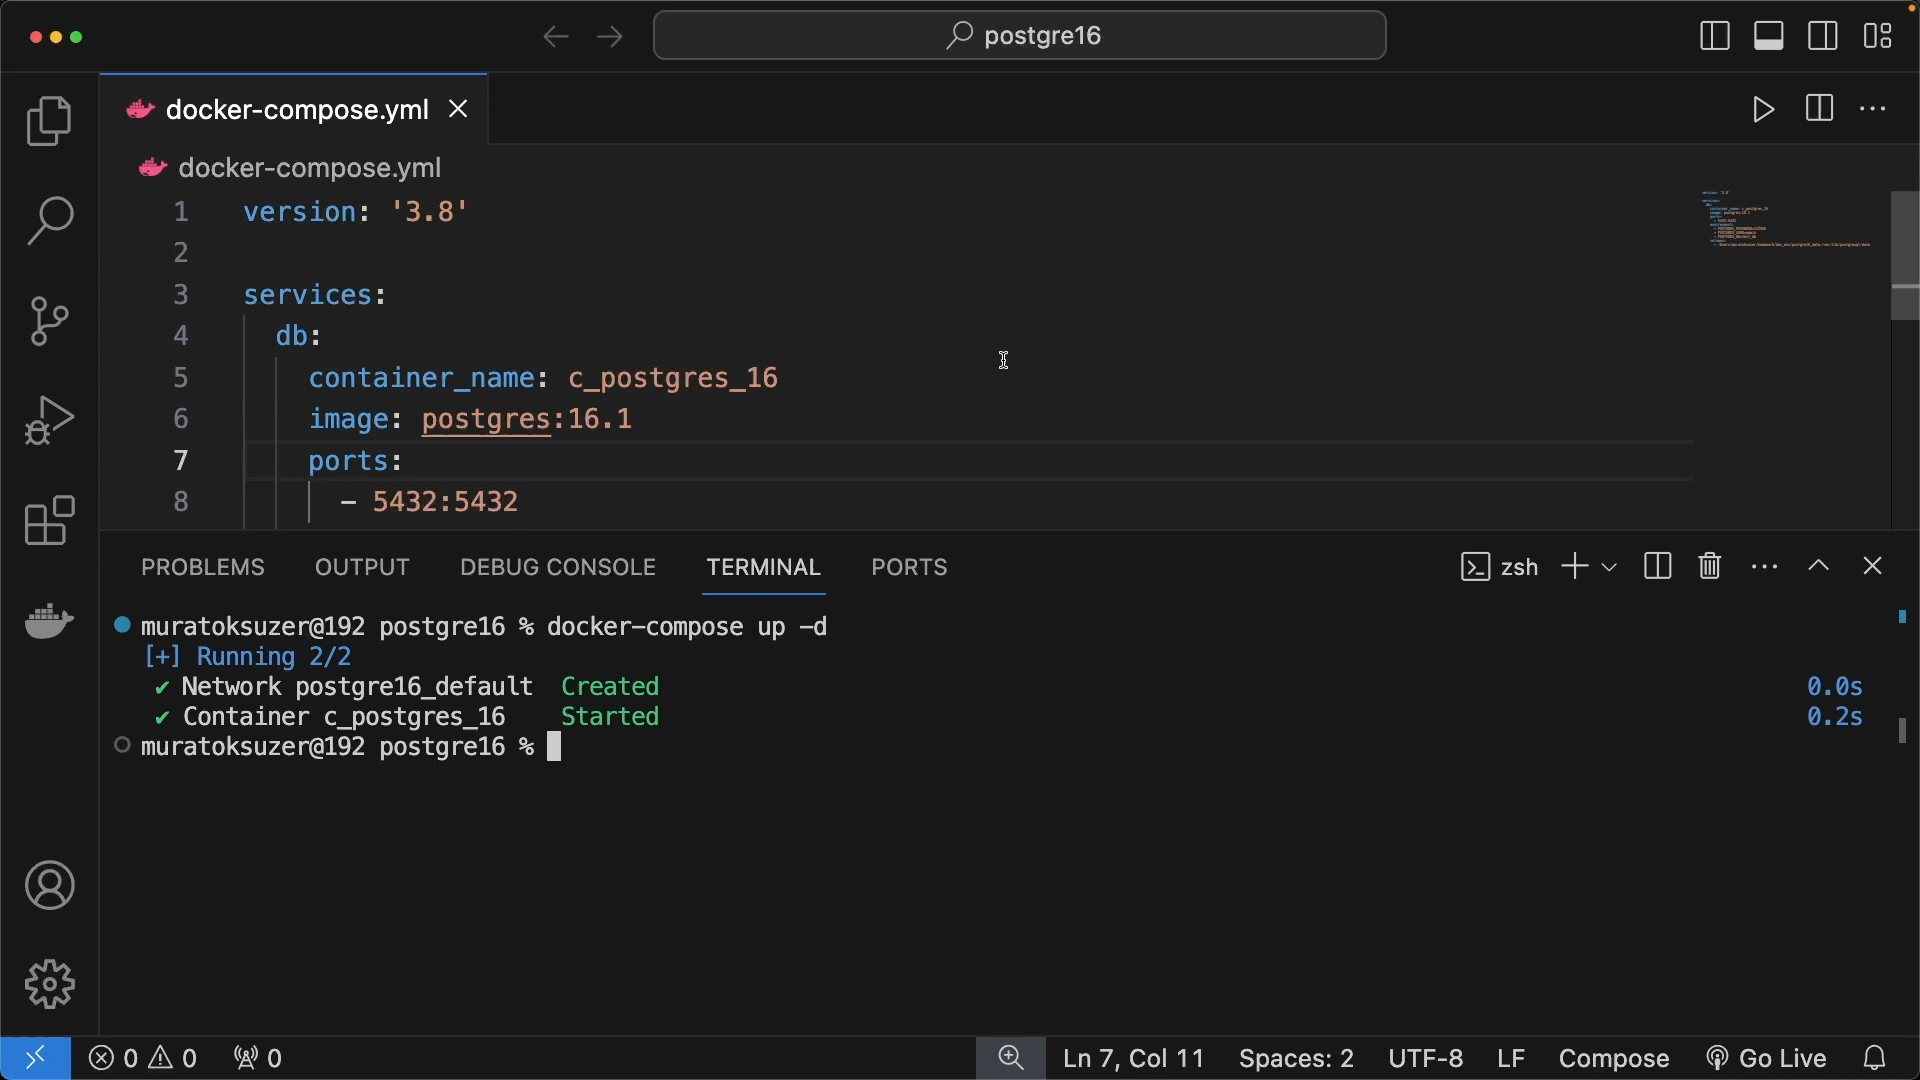 postgre16
docker-compose.yml
docker-compose.yml
1 version: '3.8'
2
3 services:
4 db:
5 container_name: c_postgres_16
6 image: postgres:16.1
7 ports:
8 - 5432:5432
PROBLEMS OUTPUT DEBUG CONSOLE TERMINAL PORTS zsh
muratoksuzer@192 postgre16 % docker-compose up -d
[+] Running 2/2
✔ Network postgre16_default Created 0.0s
✔ Container c_postgres_16 Started 0.2s
muratoksuzer@192 postgre16 %
0 0 0 Ln 7, Col 11 Spaces: 2 UTF-8 LF Compose Go Live